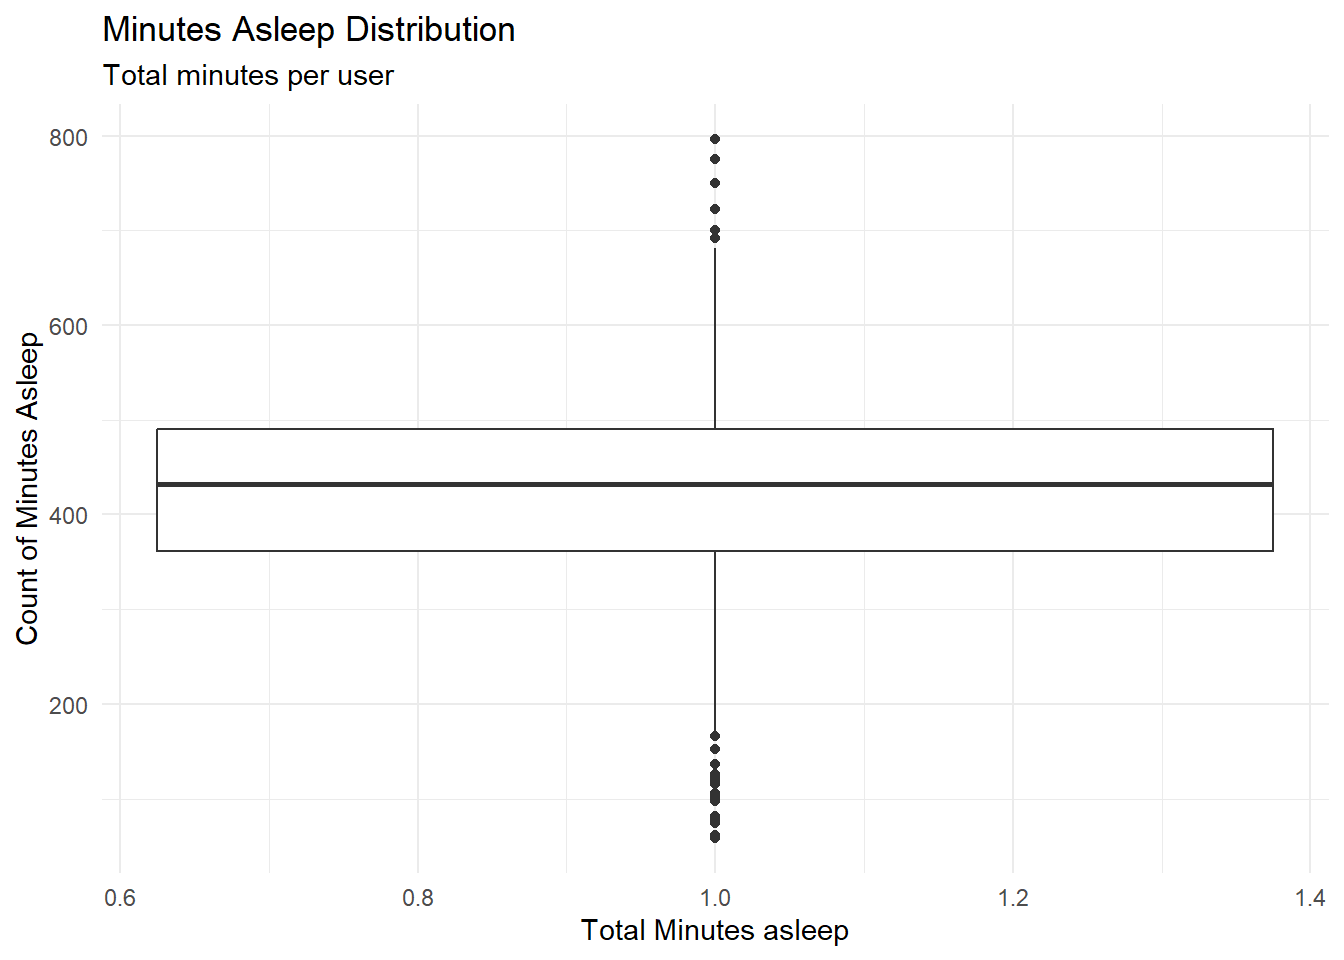 Minutes Asleep Distribution
Total minutes per user
Count of Minutes Asleep
800
600
400
200
0.6 0.8 1.0 1.2 1.4
Total Minutes asleep